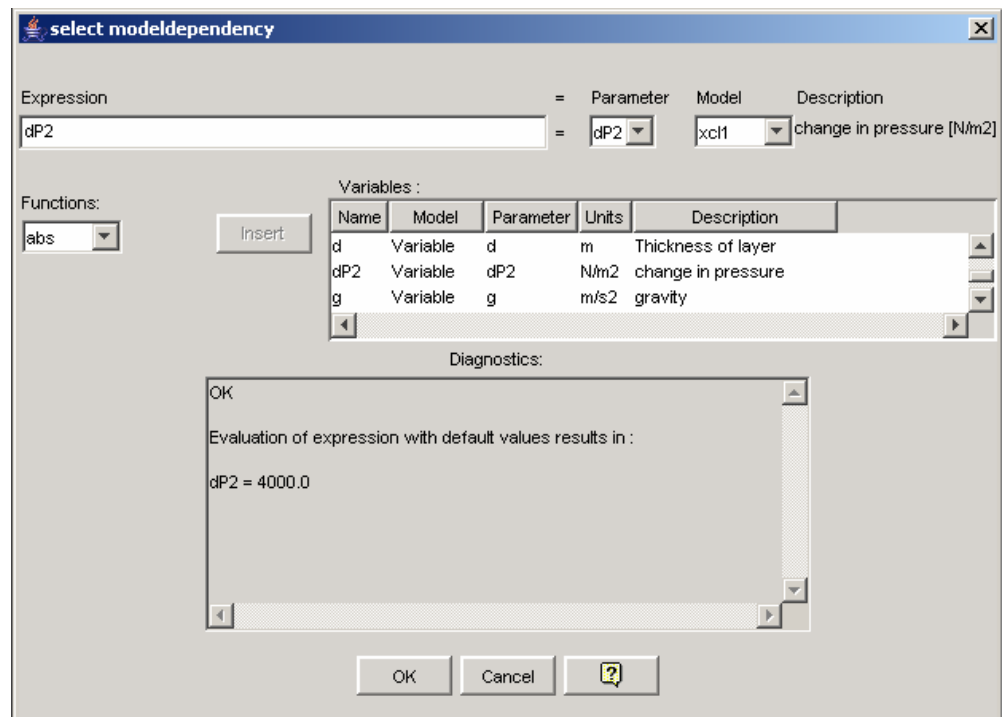 select modeldependency
Expression = Parameter Model Description
dP2 = dP2 xcl1 change in pressure [N/m2]
Functions:
abs
Insert
Variables :
Name Model Parameter Units Description
d Variable d m Thickness of layer
dP2 Variable dP2 N/m2 change in pressure
g Variable g m/s2 gravity
Diagnostics:
OK
Evaluation of expression with default values results in :
dP2 = 4000.0
OK Cancel ?